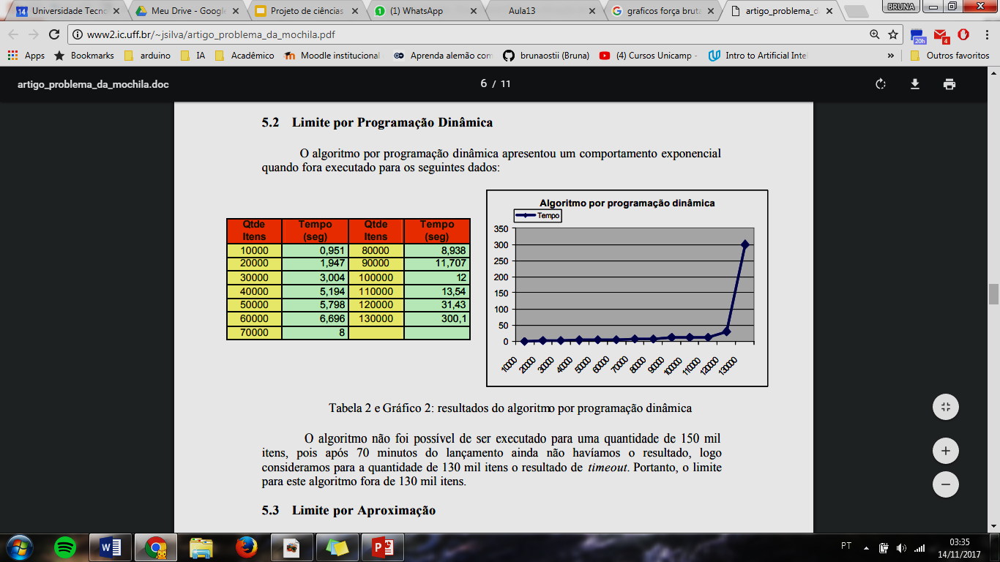 Universidade Tecno
Meu Drive - Google
Projeto de ciências
(1) WhatsApp
Aula13
graficos força bruta
artigo_problema_d
BRUNA
www2.ic.uff.br/~jsilva/artigo_problema_da_mochila.pdf
20h
4
Apps
Bookmarks
arduino
IA
Acadêmico
Moodle institucional
Aprenda alemão com
brunaostii (Bruna)
(4) Cursos Unicamp -
Intro to Artificial Intel
»
Outros favoritos
artigo_problema_da_mochila.doc
6 / 11
5.2 Limite por Programação Dinâmica
O algoritmo por programação dinâmica apresentou um comportamento exponencial
quando fora executado para os seguintes dados:
Qtde Itens Tempo (seg) Qtde Itens Tempo (seg)
10000 0,951 80000 8,938
20000 1,947 90000 11,707
30000 3,004 100000 12
40000 5,194 110000 13,54
50000 5,798 120000 31,43
60000 6,696 130000 300,1
70000 8
Algoritmo por programação dinâmica
Tempo
350
300
250
200
150
100
50
0
10000 20000 30000 40000 50000 60000 70000 80000 90000 100000 110000 120000 130000
Tabela 2 e Gráfico 2: resultados do algoritmo por programação dinâmica
O algoritmo não foi possível de ser executado para uma quantidade de 150 mil
itens, pois após 70 minutos do lançamento ainda não havíamos o resultado, logo
consideramos para a quantidade de 130 mil itens o resultado de timeout. Portanto, o limite
para este algoritmo fora de 130 mil itens.
5.3 Limite por Aproximação
PT
03:35
14/11/2017